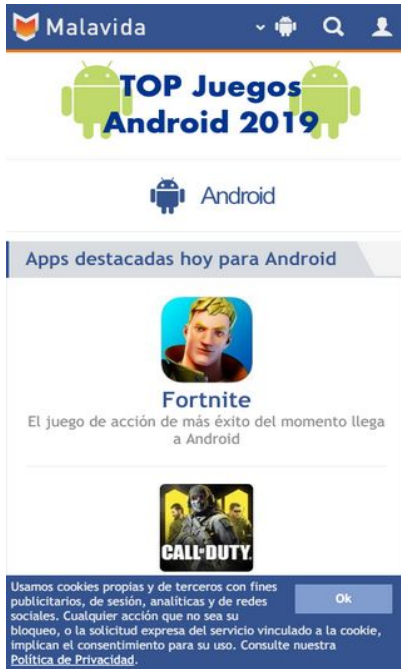 Malavida
TOP Juegos
Android 2019
Android
Apps destacadas hoy para Android
Fortnite
El juego de acción de más éxito del momento llega
a Android
CALL OF DUTY
Usamos cookies propias y de terceros con fines
publicitarios, de sesión, analíticas y de redes
sociales. Cualquier acción que no sea su
bloqueo, o la solicitud expresa del servicio vinculado a la cookie,
implican el consentimiento para su uso. Consulte nuestra
Política de Privacidad.
Ok